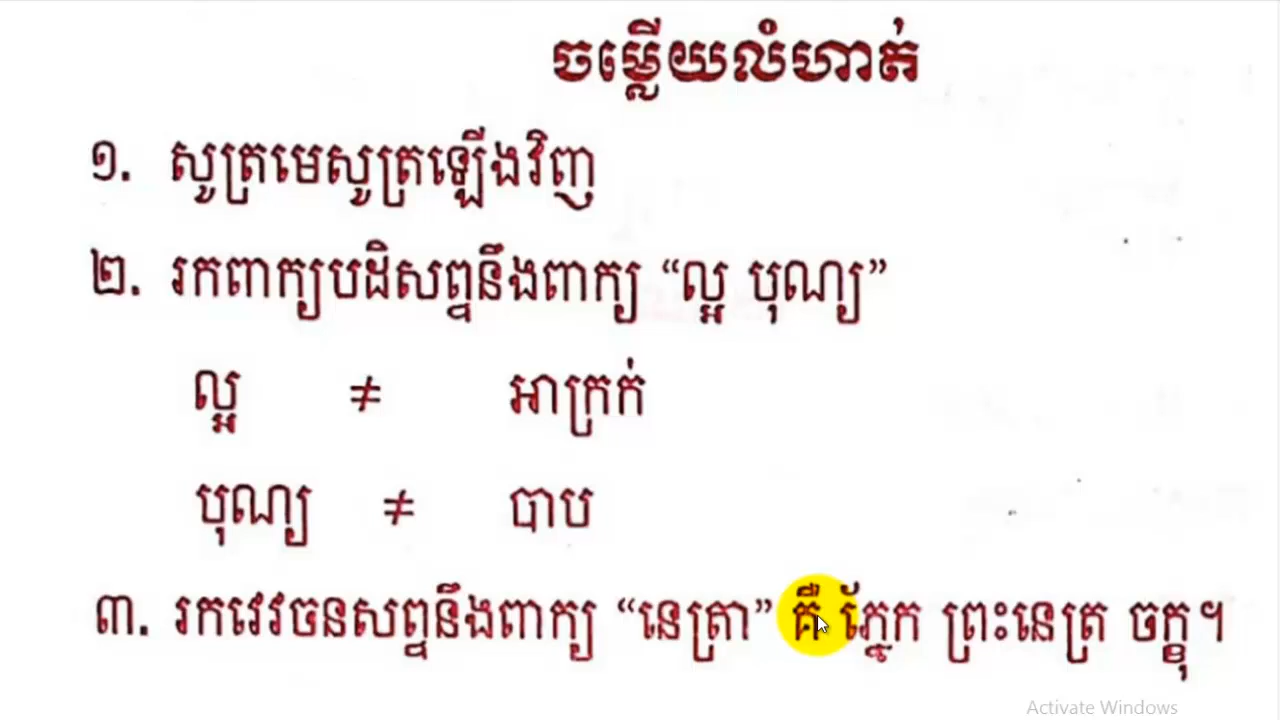 ចម្លើយលំហាត់
១. សូត្រមេសូត្រឡើងវិញ
២. រកពាក្យបដិសព្ទនឹងពាក្យ “ល្អ បុណ្យ”
ល្អ ≠ អាក្រក់
បុណ្យ ≠ បាប
៣. រកវេវចនសព្ទនឹងពាក្យ “នេត្រា” គឺ ភ្នែក ព្រះនេត្រ ចក្ខុ។
Activate Windows